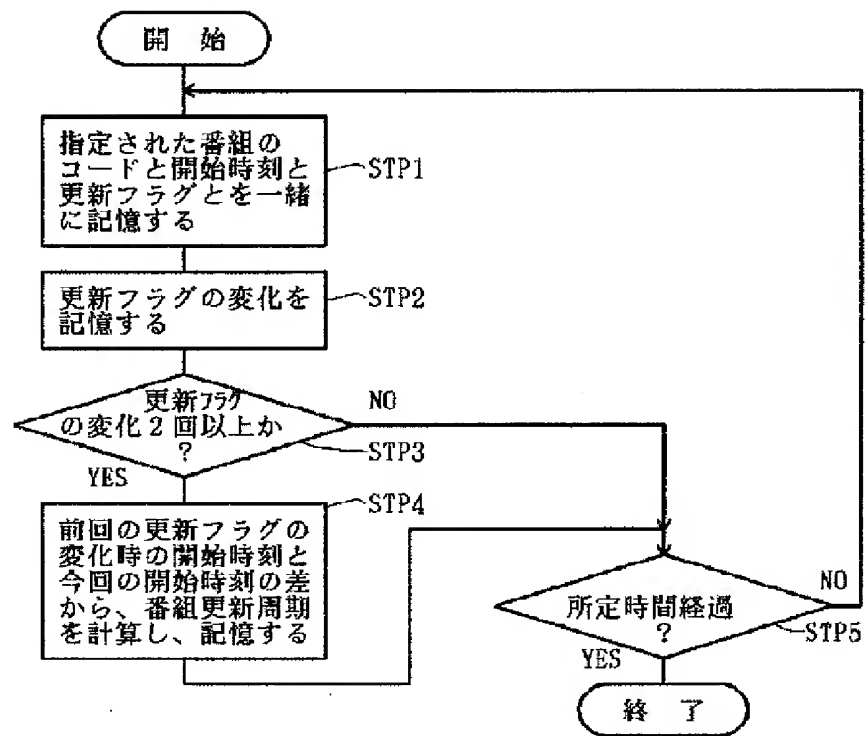 開 始
指定された番組の
コードと開始時刻と
更新フラグとを一緒
に記憶する
STP1
更新フラグの変化を
記憶する
STP2
更新フラグ
の変化2回以上か
?
NO
STP3
YES
STP4
前回の更新フラグの
変化時の開始時刻と
今回の開始時刻の差
から、番組更新周期
を計算し、記憶する
所定時間経過
?
NO
STP5
YES
終 了